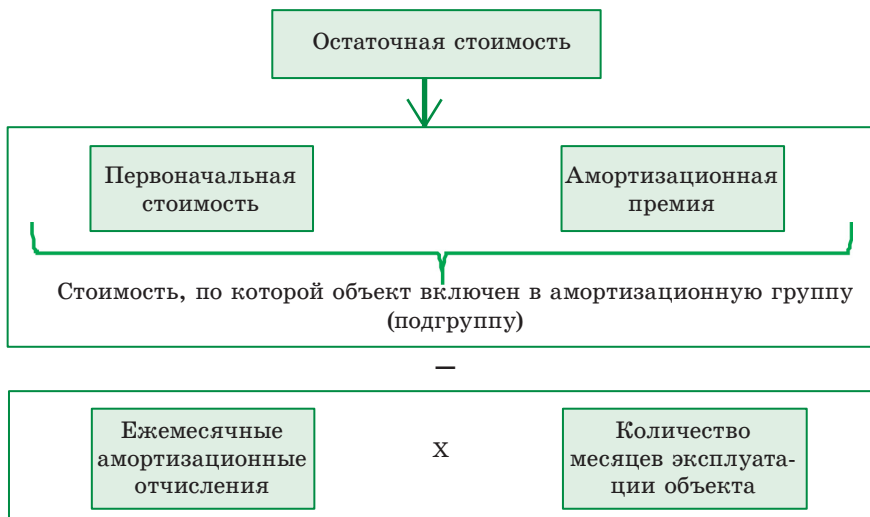 Остаточная стоимость
Первоначальная
стоимость
Амортизационная
премия
Стоимость, по которой объект включен в амортизационную группу
(подгруппу)
–
Ежемесячные
амортизационные
отчисления
X
Количество
месяцев эксплуата-
ции объекта